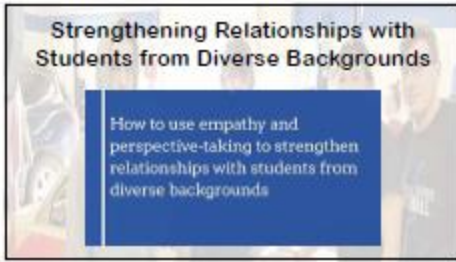 Strengthening Relationships with
Students from Diverse Backgrounds
How to use empathy and
perspective-taking to strengthen
relationships with students from
diverse backgrounds